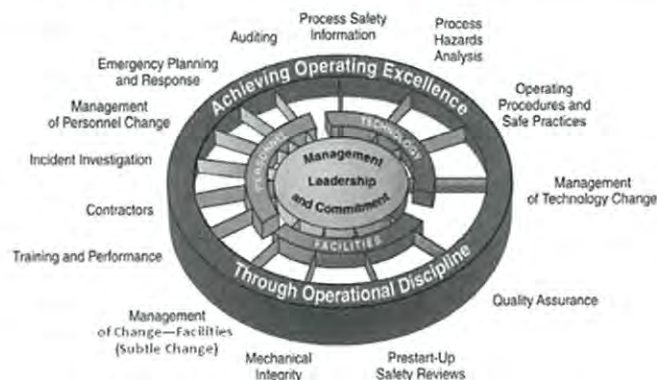 Process Safety
Information
Process
Hazards
Analysis
Operating
Procedures and
Safe Practices
Management
of Technology Change
Quality Assurance
Prestart-Up
Safety Reviews
Mechanical
Integrity
Management
of Change—Facilities
(Subtle Change)
Training and Performance
Contractors
Incident Investigation
Management
of Personnel Change
Emergency Planning
and Response
Auditing
Achieving Operating Excellence
Through Operational Discipline
PERSONNEL
TECHNOLOGY
FACILITIES
Management
Leadership
and Commitment